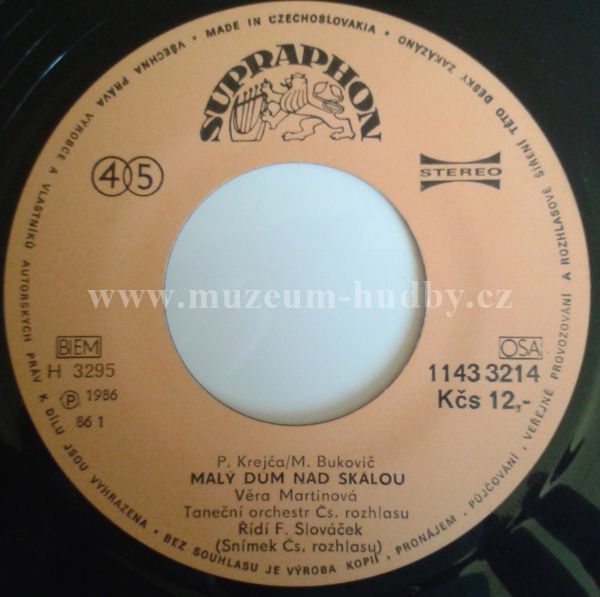 MADE IN CZECHOSLOVAKIA • VŠECHNA PRÁVA VÝROBCE A VLASTNÍKŮ AUTORSKÝCH PRÁV K DÍLU JSOU VYHRAZENA • BEZ SOUHLASU JE VÝROBA KOPIÍ, PRONÁJEM, PŮJČOVÁNÍ, VEŘEJNÉ PROVOZOVÁNÍ A ROZHLASOVÉ ŠÍŘENÍ TÉTO DESKY ZAKÁZÁNO
SUPRAPHON
45
STEREO
www.muzeum-hudby.cz
BIEM
OSA
H 3295
1143 3214
Ⓟ 1986
Kčs 12,-
86 1
P. Krejča/M. Bukovič
MALÝ DŮM NAD SKÁLOU
Věra Martinová
Taneční orchestr Čs. rozhlasu
Řídí F. Slováček
(Snímek Čs. rozhlasu)